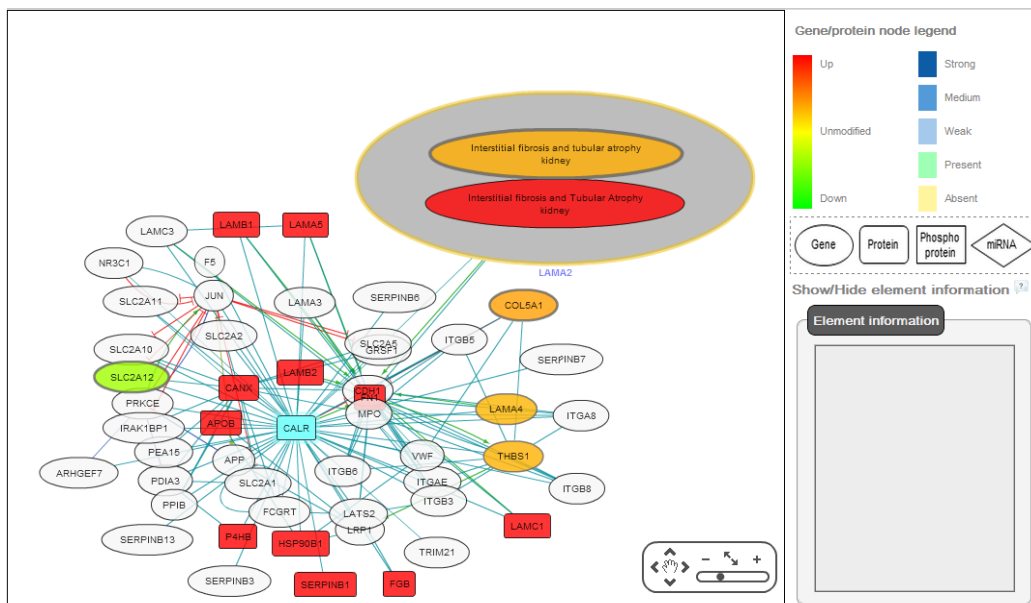 Gene/protein node legend
Up
Strong
Medium
Unmodified
Weak
Present
Down
Absent
Gene
Protein
Phospho
protein
miRNA
Show/Hide element information
?
Element information
Interstitial fibrosis and tubular atrophy
kidney
Interstitial fibrosis and Tubular Atrophy
kidney
LAMA2
LAMB1
LAMA5
LAMC3
NR3C1
F5
SLC2A11
JUN
LAMA3
SERPINB6
COL5A1
SLC2A2
SLC2A10
SLC2A5
GRSF1
ITGB5
SERPINB7
SLC2A12
LAMB2
CANX
CDH1
FN1
PRKCE
MPO
LAMA4
ITGA8
APOB
CALR
IRAK1BP1
PEA15
APP
VWF
THBS1
ARHGEF7
PDIA3
ITGB6
SLC2A1
ITGAE
ITGB8
PPIB
ITGB3
FCGRT
LATS2
LRP1
LAMC1
SERPINB13
P4HB
HSP90B1
TRIM21
SERPINB3
SERPINB1
FGB
− +